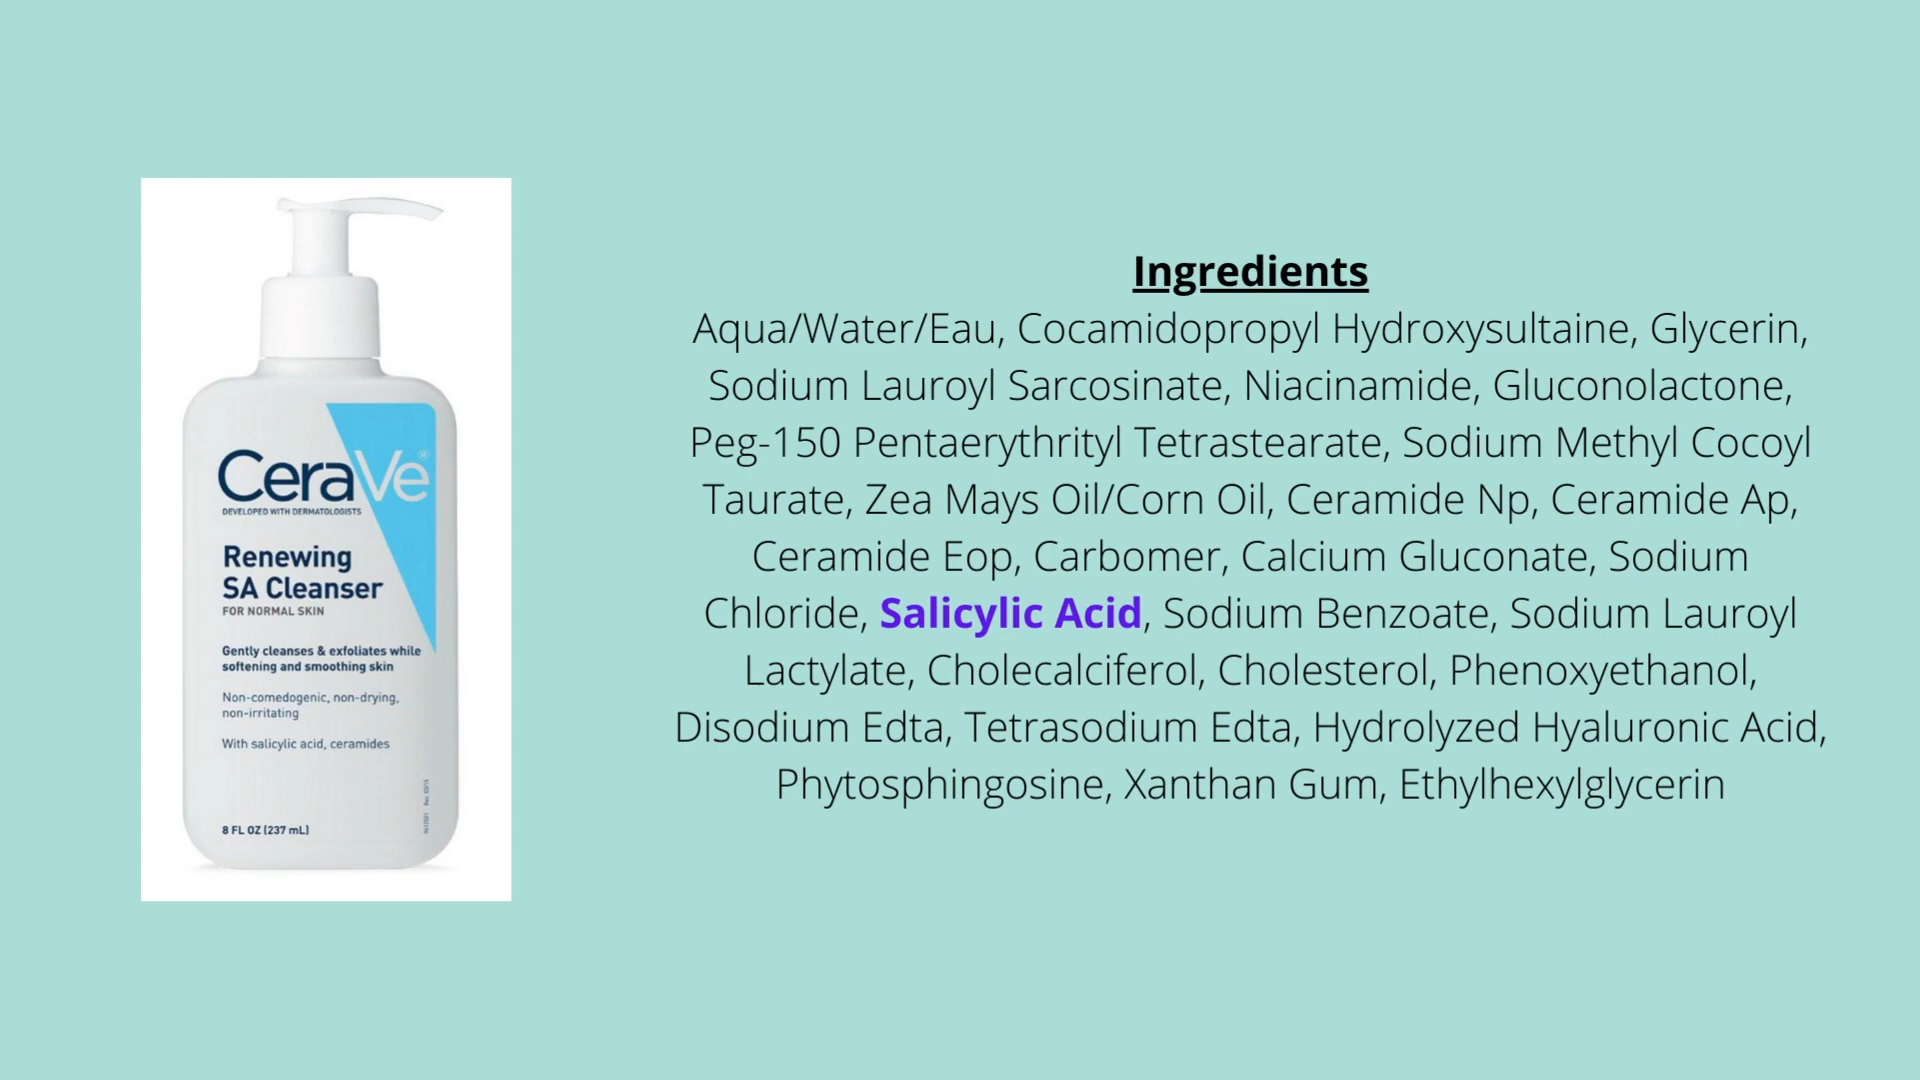 CeraVe®
DEVELOPED WITH DERMATOLOGISTS
Renewing
SA Cleanser
FOR NORMAL SKIN
Gently cleanses & exfoliates while
softening and smoothing skin
Non-comedogenic, non-drying,
non-irritating
With salicylic acid, ceramides
8 FL OZ (237 mL)
Ingredients
Aqua/Water/Eau, Cocamidopropyl Hydroxysultaine, Glycerin,
Sodium Lauroyl Sarcosinate, Niacinamide, Gluconolactone,
Peg-150 Pentaerythrityl Tetrastearate, Sodium Methyl Cocoyl
Taurate, Zea Mays Oil/Corn Oil, Ceramide Np, Ceramide Ap,
Ceramide Eop, Carbomer, Calcium Gluconate, Sodium
Chloride, Salicylic Acid, Sodium Benzoate, Sodium Lauroyl
Lactylate, Cholecalciferol, Cholesterol, Phenoxyethanol,
Disodium Edta, Tetrasodium Edta, Hydrolyzed Hyaluronic Acid,
Phytosphingosine, Xanthan Gum, Ethylhexylglycerin